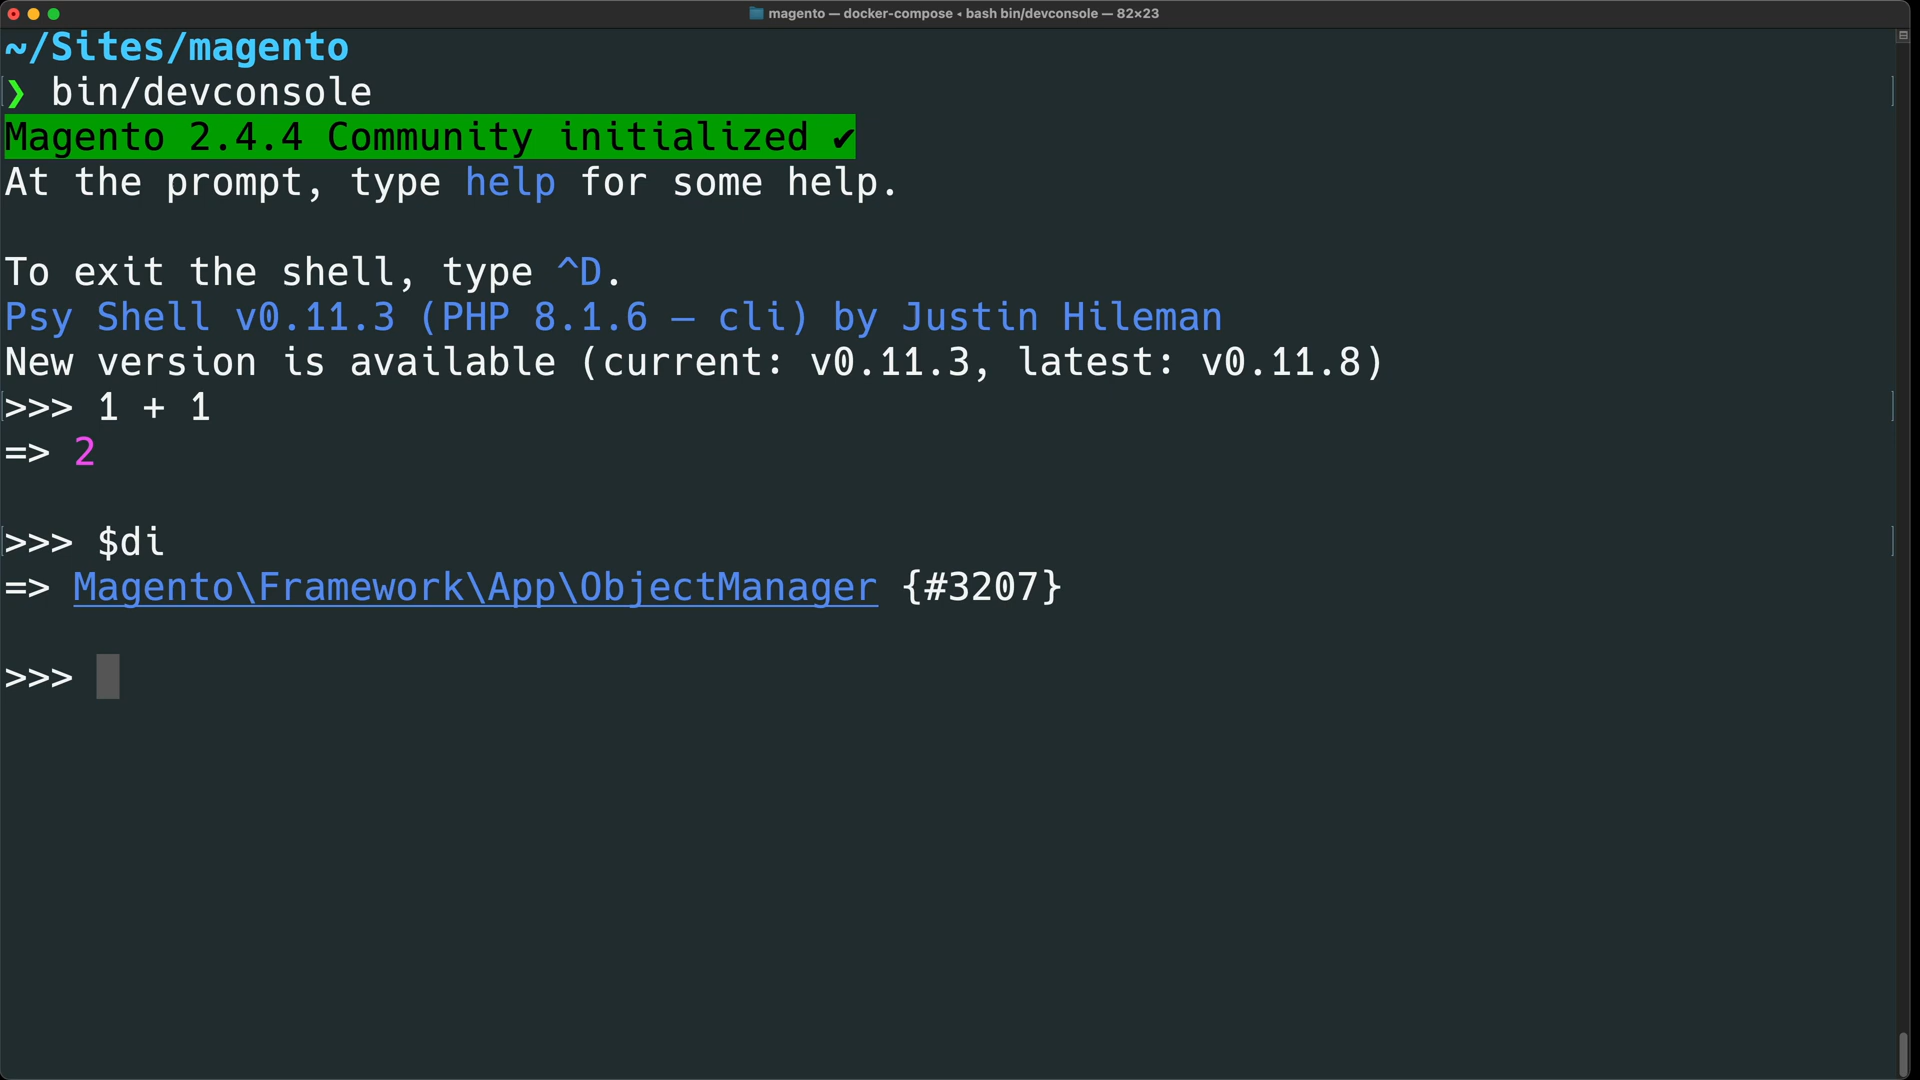 magento — docker-compose ◂ bash bin/devconsole — 82×23
~/Sites/magento
❯ bin/devconsole
Magento 2.4.4 Community initialized ✔
At the prompt, type help for some help.
To exit the shell, type ^D.
Psy Shell v0.11.3 (PHP 8.1.6 — cli) by Justin Hileman
New version is available (current: v0.11.3, latest: v0.11.8)
>>> 1 + 1
=> 2
>>> $di
=> Magento\Framework\App\ObjectManager {#3207}
>>>